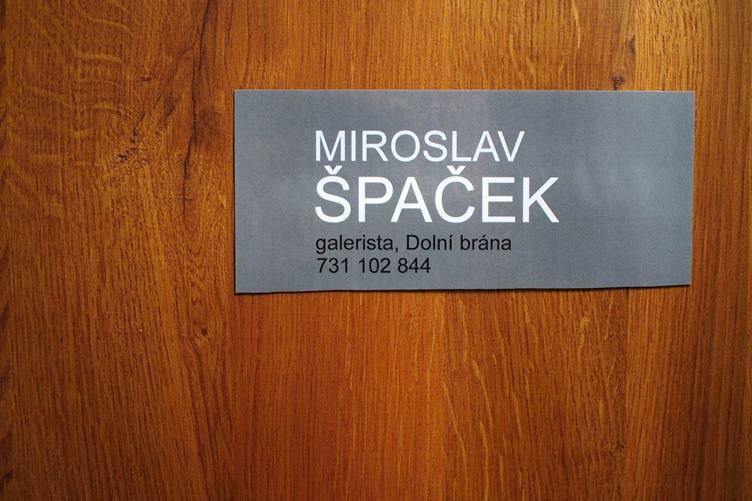 MIROSLAV
ŠPAČEK
galerista, Dolní brána
731 102 844